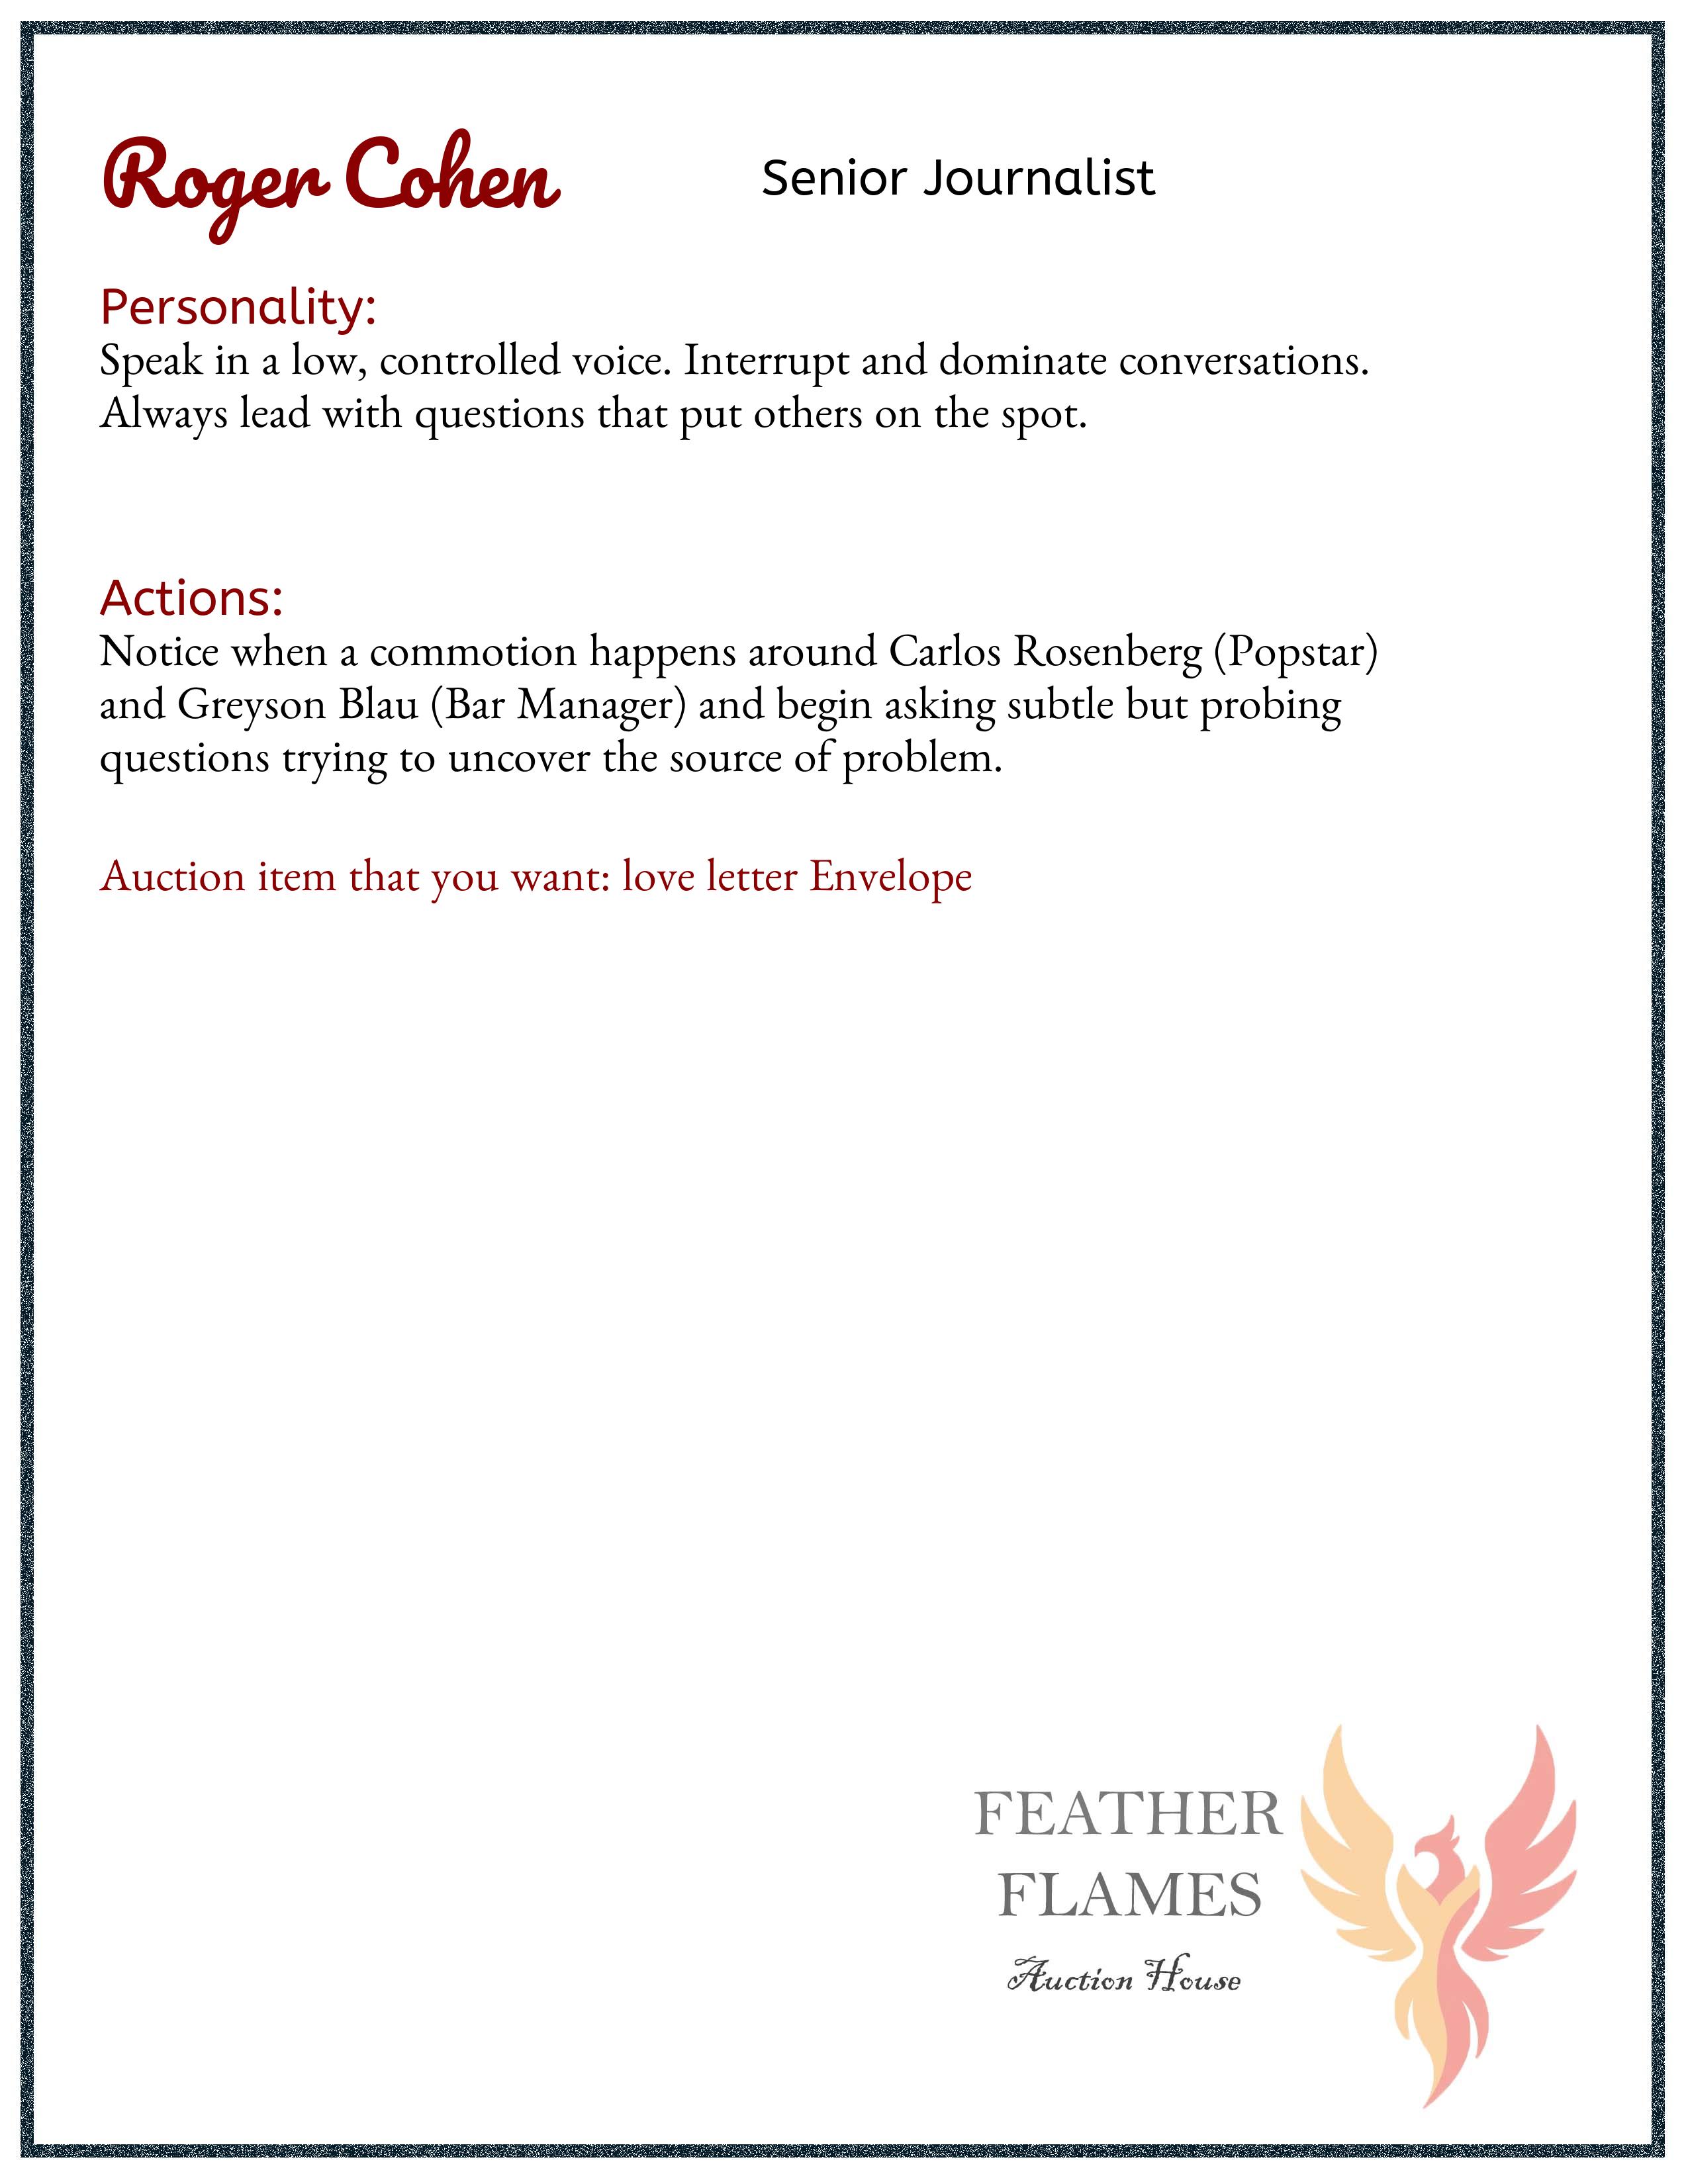 Roger Cohen
Senior Journalist
Personality:
Speak in a low, controlled voice. Interrupt and dominate conversations.
Always lead with questions that put others on the spot.
Actions:
Notice when a commotion happens around Carlos Rosenberg (Popstar)
and Greyson Blau (Bar Manager) and begin asking subtle but probing
questions trying to uncover the source of problem.
Auction item that you want: love letter Envelope
FEATHER
FLAMES
Auction House